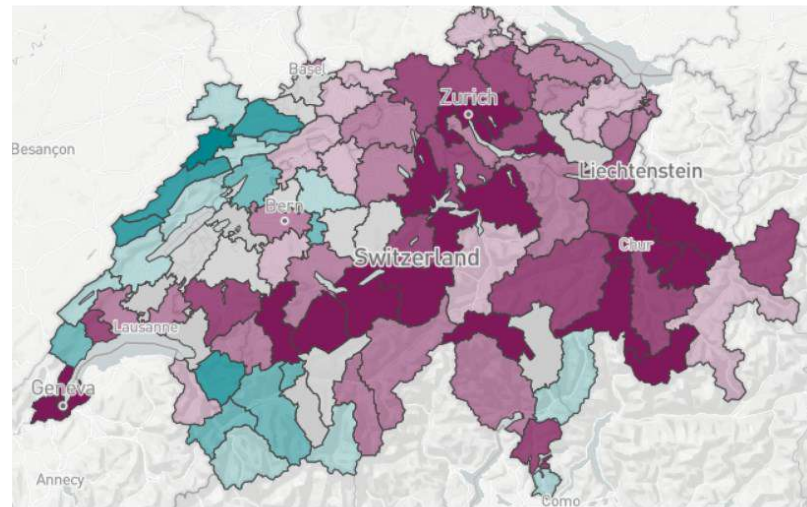 Basel
Zurich
Besançon
Liechtenstein
Bern
Chur
Switzerland
Lausanne
Geneva
Annecy
Como